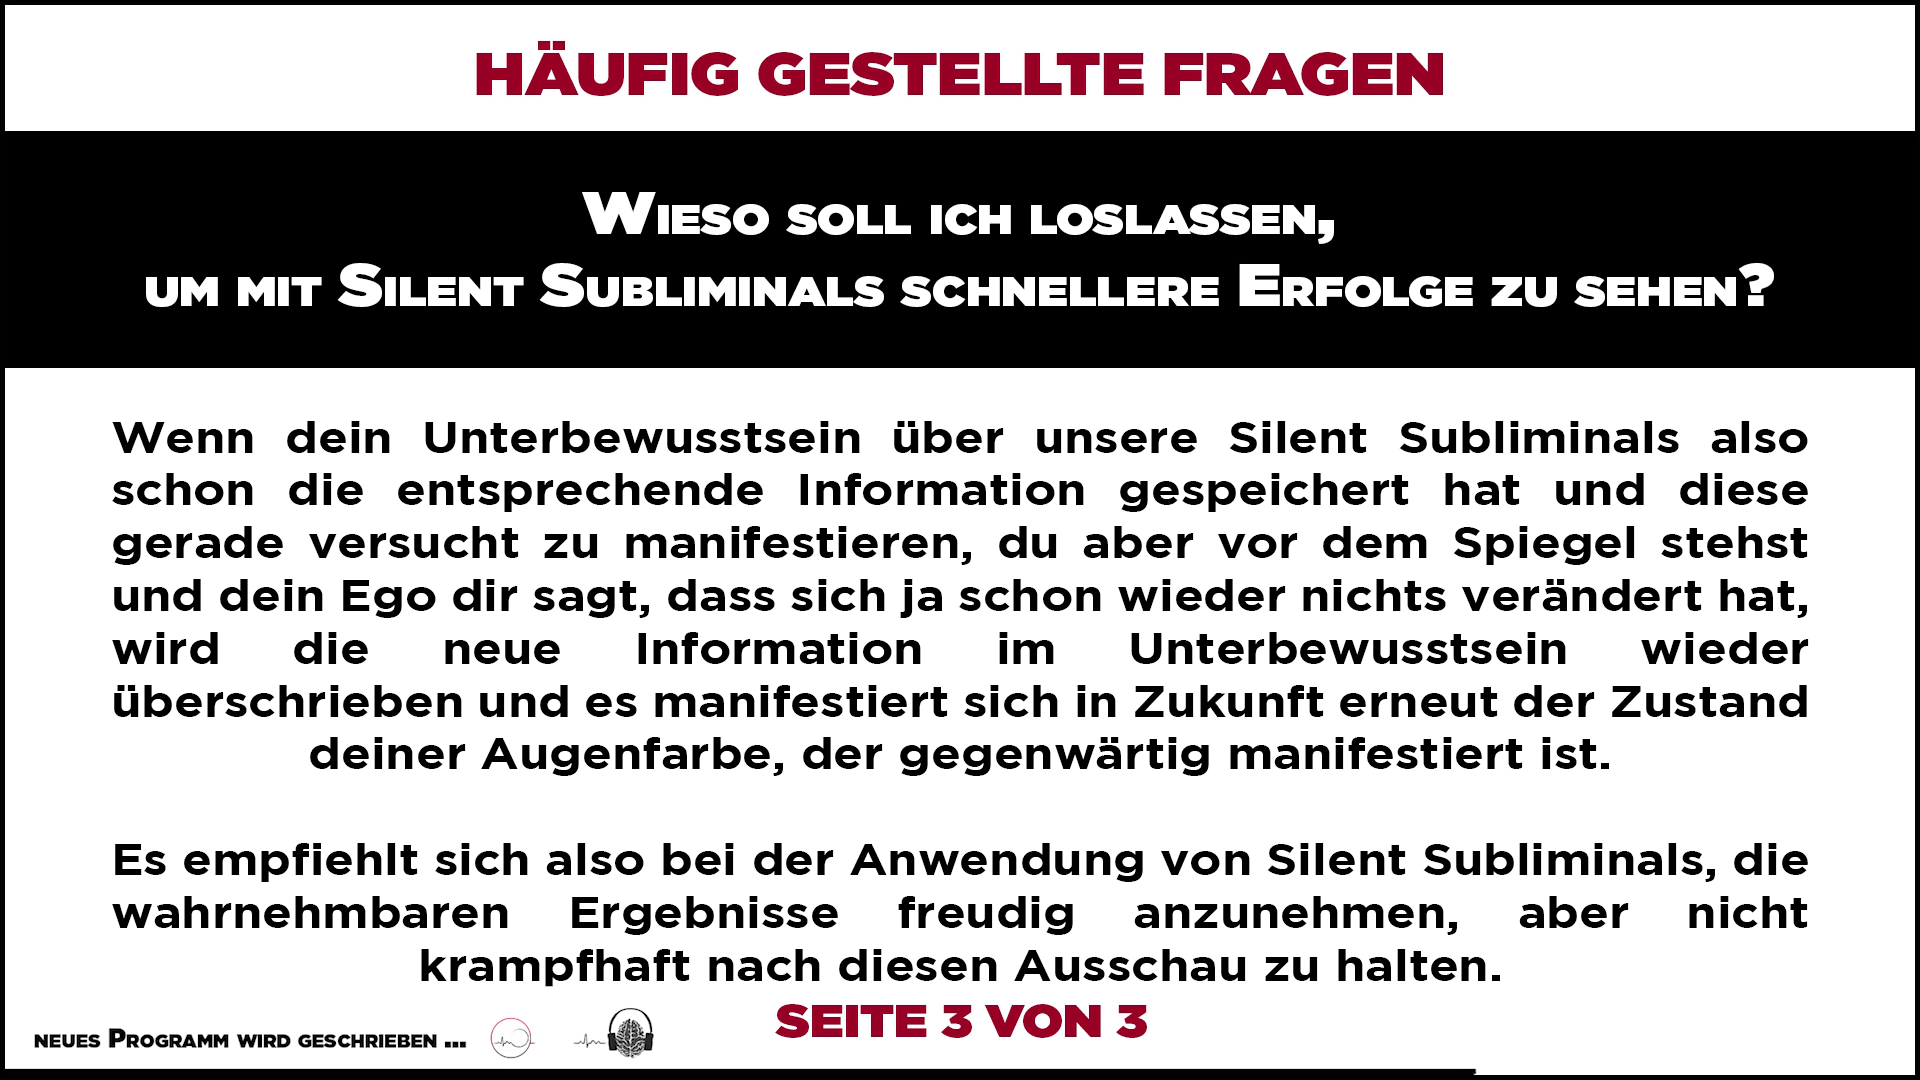 HÄUFIG GESTELLTE FRAGEN
Wieso soll ich loslassen,
um mit Silent Subliminals schnellere Erfolge zu sehen?
Wenn dein Unterbewusstsein über unsere Silent Subliminals also
schon die entsprechende Information gespeichert hat und diese
gerade versucht zu manifestieren, du aber vor dem Spiegel stehst
und dein Ego dir sagt, dass sich ja schon wieder nichts verändert hat,
wird die neue Information im Unterbewusstsein wieder
überschrieben und es manifestiert sich in Zukunft erneut der Zustand
deiner Augenfarbe, der gegenwärtig manifestiert ist.
Es empfiehlt sich also bei der Anwendung von Silent Subliminals, die
wahrnehmbaren Ergebnisse freudig anzunehmen, aber nicht
krampfhaft nach diesen Ausschau zu halten.
SEITE 3 VON 3
neues Programm wird geschrieben ...